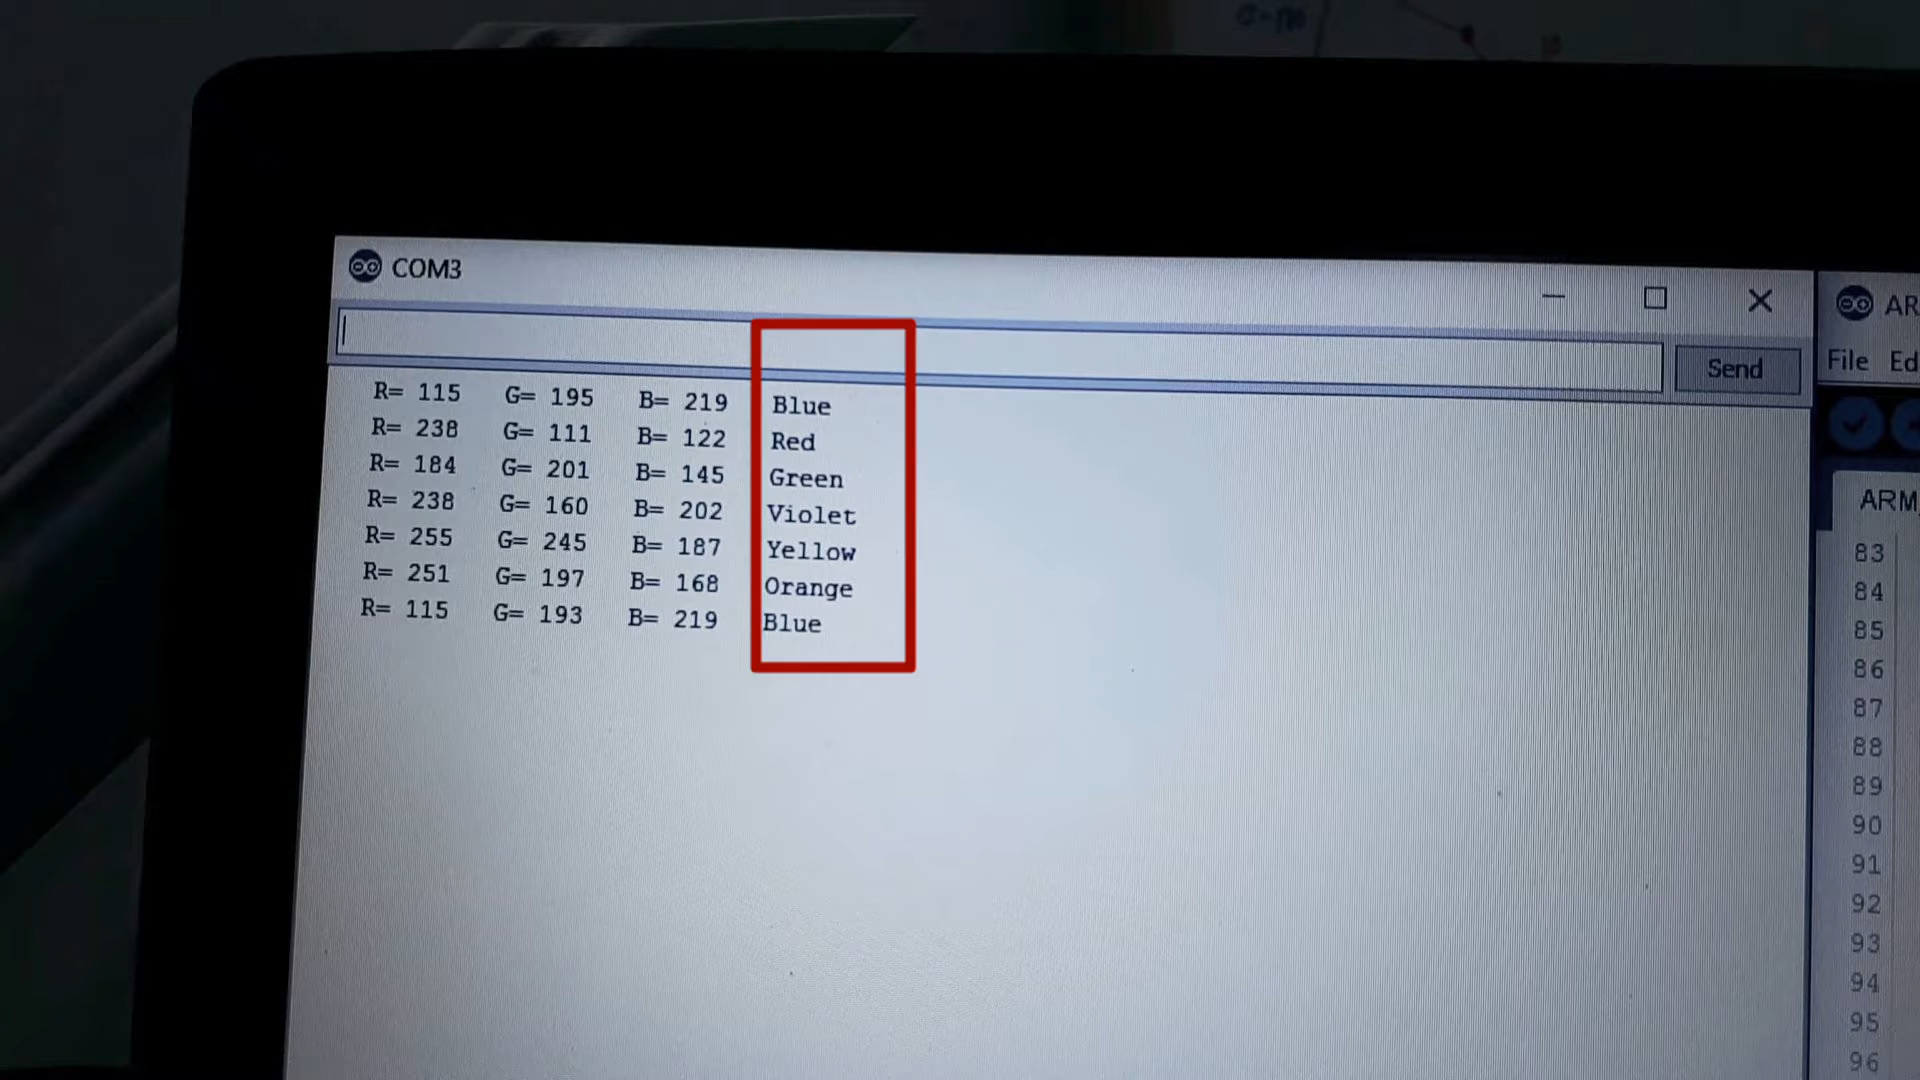 COM3
Send
R= 115 G= 195 B= 219 Blue
R= 238 G= 111 B= 122 Red
R= 184 G= 201 B= 145 Green
R= 238 G= 160 B= 202 Violet
R= 255 G= 245 B= 187 Yellow
R= 251 G= 197 B= 168 Orange
R= 115 G= 193 B= 219 Blue
AR
File Ed
ARM
83
84
85
86
87
88
89
90
91
92
93
94
95
96